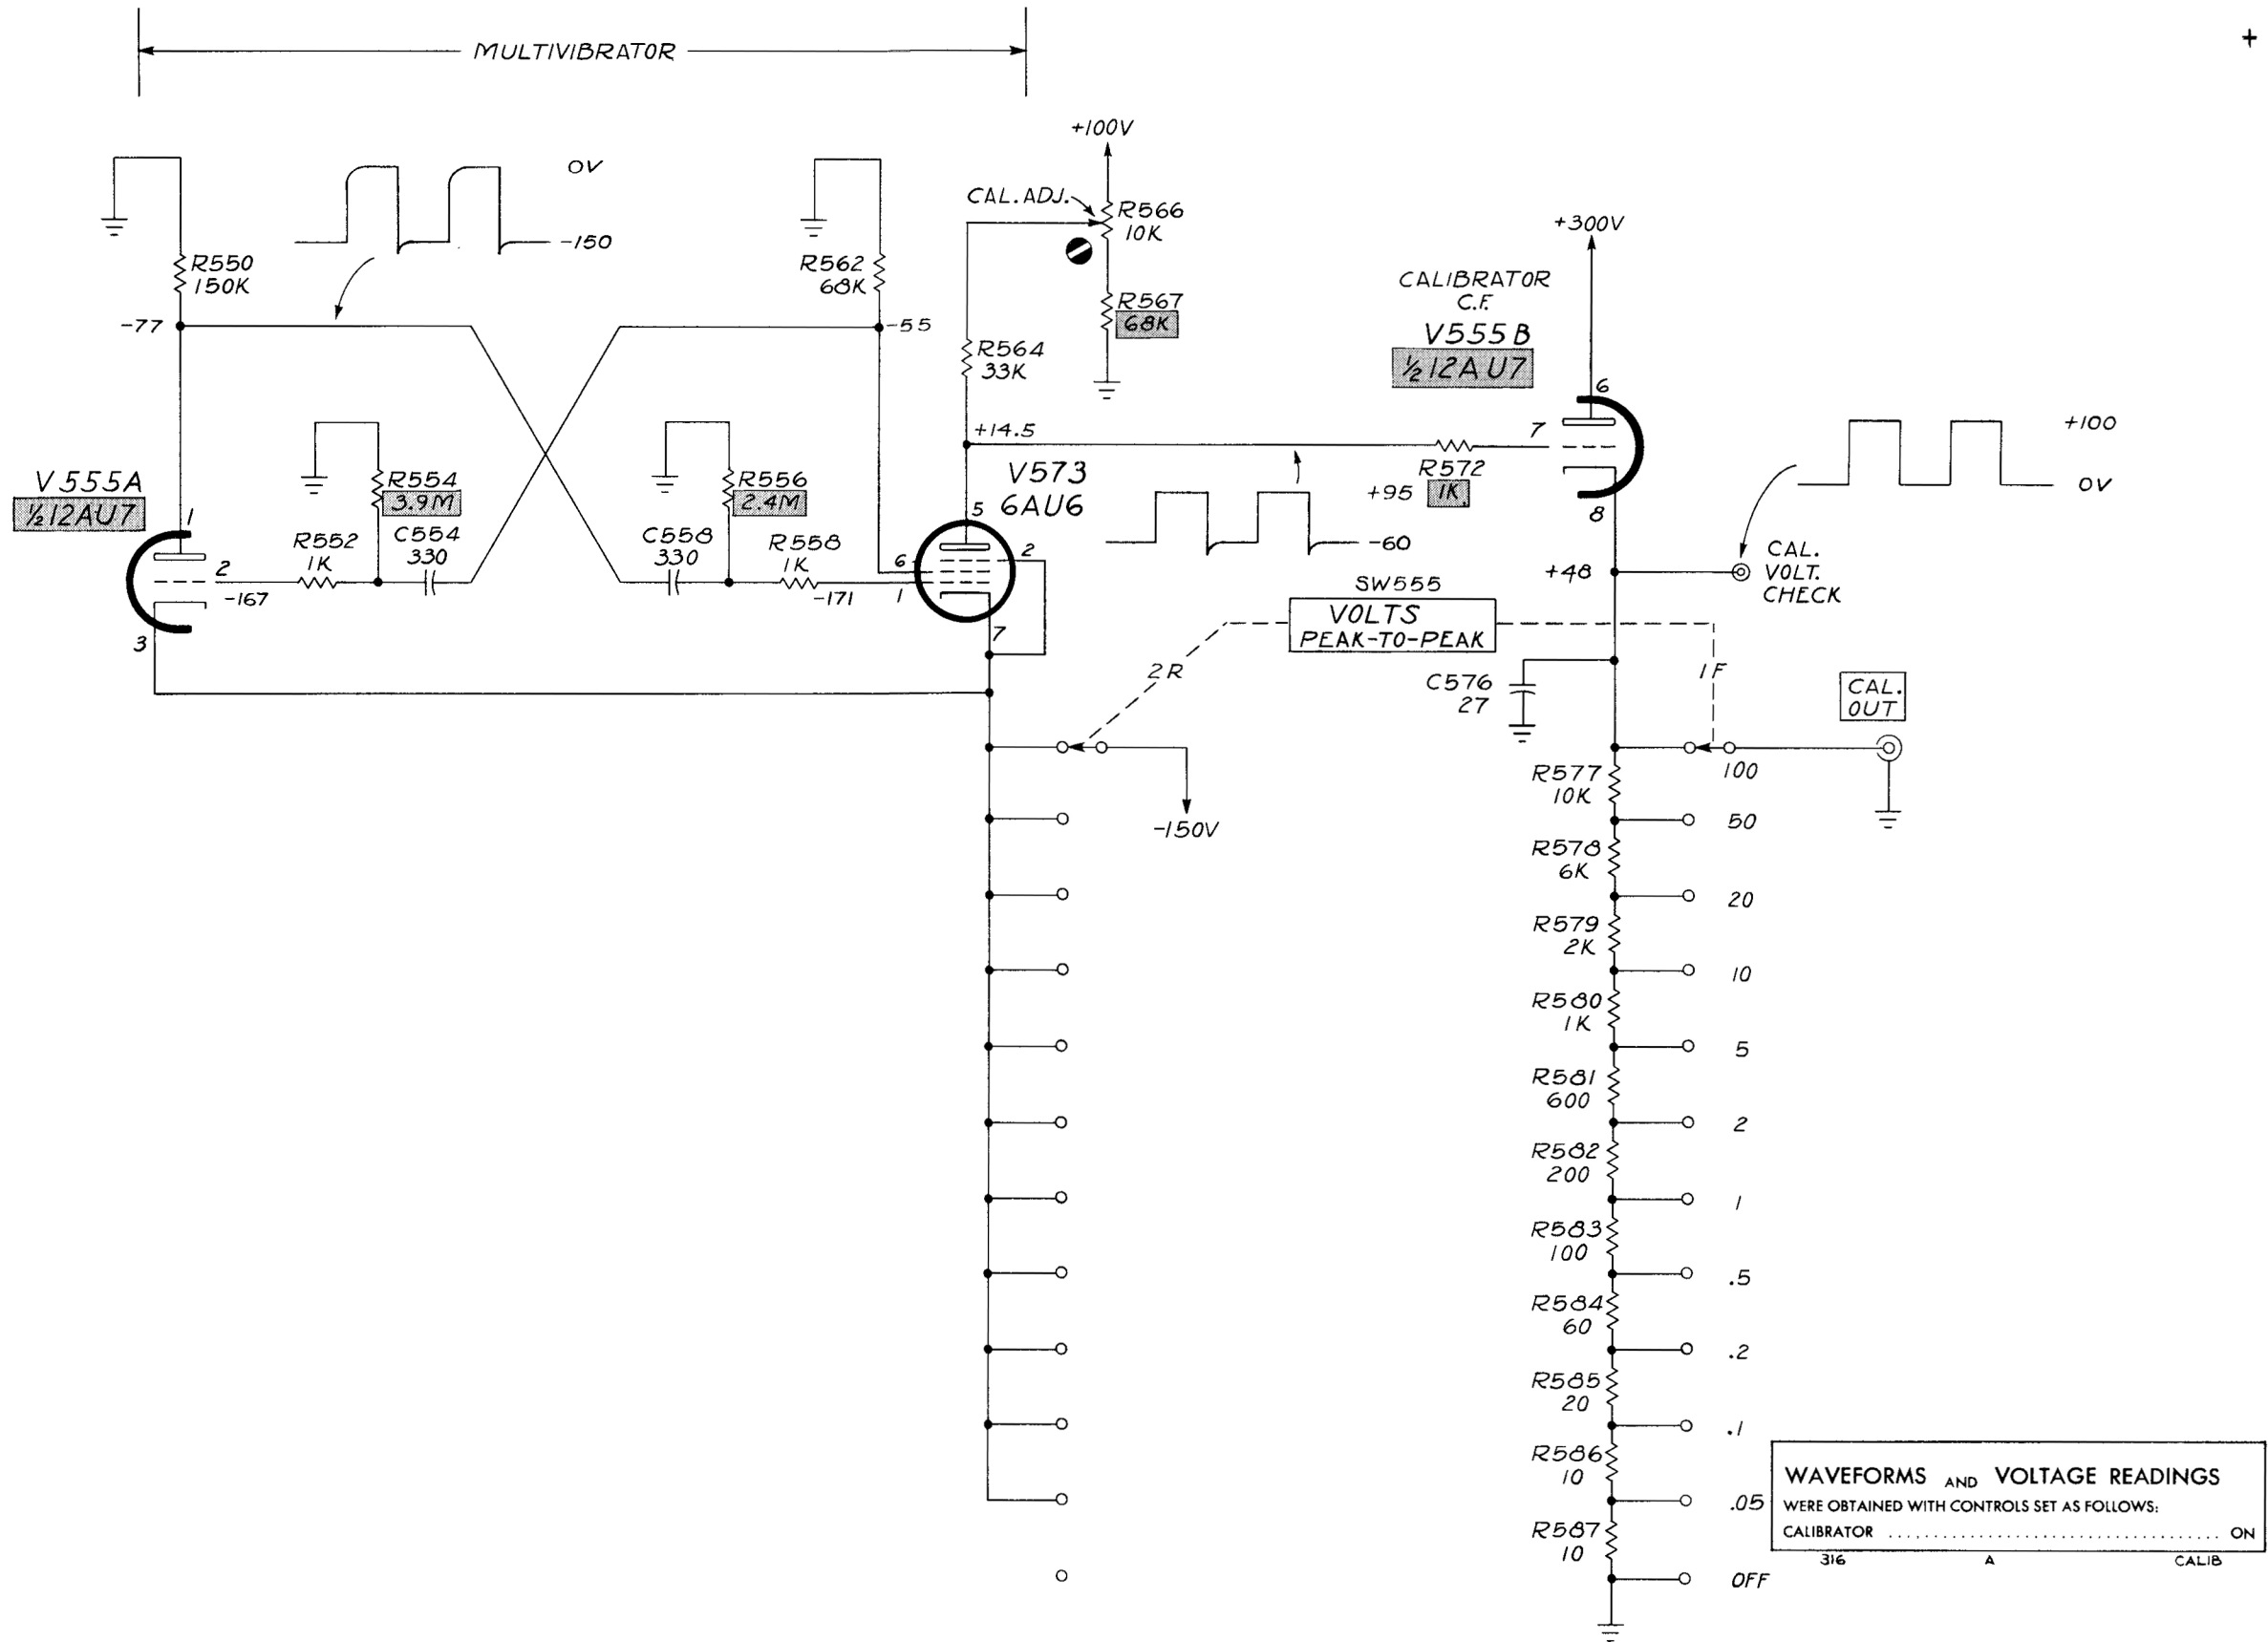 MULTIVIBRATOR
+
+100V
0V
-150
CAL. ADJ.
R566
10K
+300V
R550
150K
R562
68K
R567
68K
CALIBRATOR
C.F.
V555B
½ 12AU7
-77
-55
R564
33K
6
+14.5
7
+100
0V
V555A
½ 12AU7
R554
3.9M
R556
2.4M
V573
6AU6
R572
1K
+95
-60
8
1
R552
1K
C554
330
C558
330
R558
1K
5
2
-167
3
6
1
-171
2
7
+48
CAL.
VOLT.
CHECK
SW555
VOLTS
PEAK-TO-PEAK
2R
1F
C576
27
CAL.
OUT
-150V
R577
10K
100
50
R578
6K
20
R579
2K
10
R580
1K
5
R581
600
2
R582
200
1
R583
100
.5
R584
60
.2
R585
20
.1
R586
10
.05
R587
10
OFF
WAVEFORMS AND VOLTAGE READINGS
WERE OBTAINED WITH CONTROLS SET AS FOLLOWS:
CALIBRATOR ........................................ ON
316 A CALIB